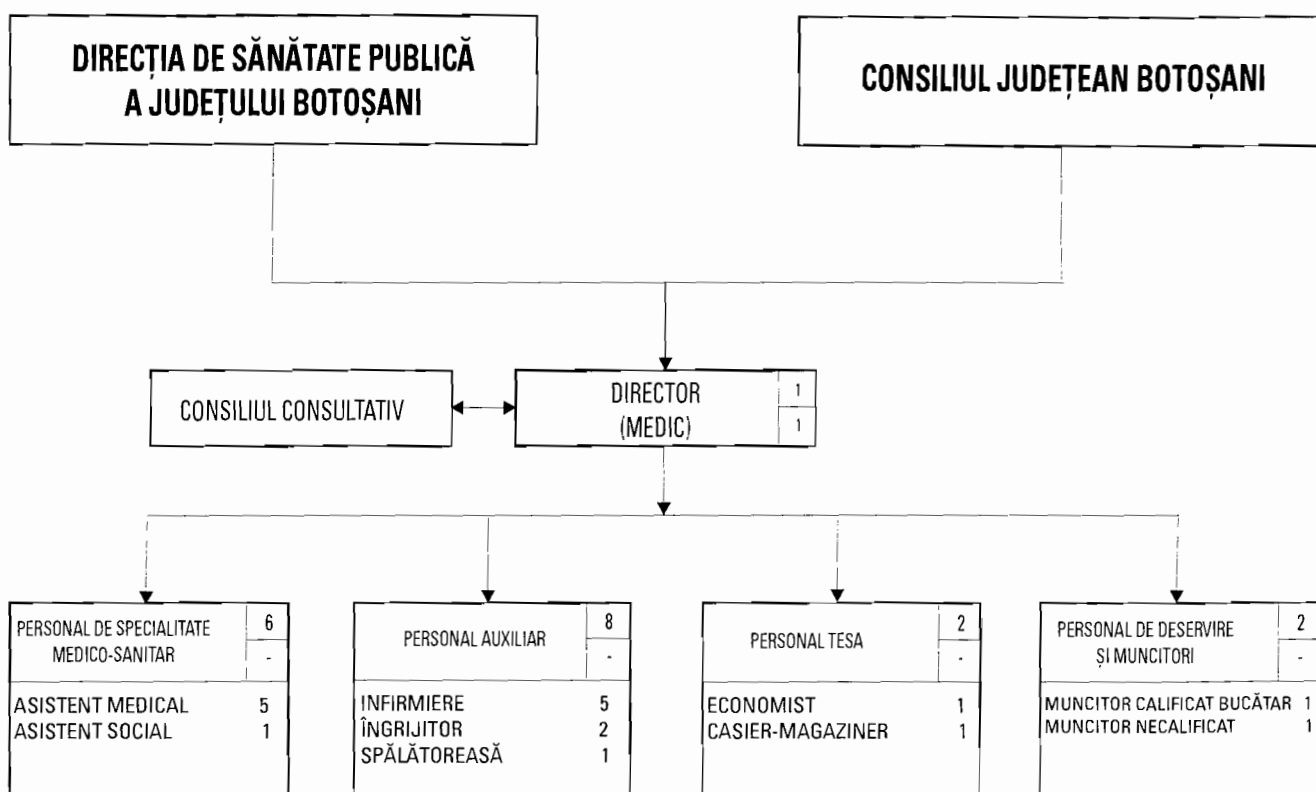 DIRECȚIA DE SĂNĂTATE PUBLICĂ
A JUDEȚULUI BOTOȘANI
CONSILIUL JUDEȚEAN BOTOȘANI
CONSILIUL CONSULTATIV
DIRECTOR
(MEDIC)
1
1
PERSONAL DE SPECIALITATE
MEDICO-SANITAR
6
-
ASISTENT MEDICAL 5
ASISTENT SOCIAL 1
PERSONAL AUXILIAR
8
-
INFIRMIERE 5
ÎNGRIJITOR 2
SPĂLĂTOREASĂ 1
PERSONAL TESA
2
-
ECONOMIST 1
CASIER-MAGAZINER 1
PERSONAL DE DESERVIRE
ȘI MUNCITORI
2
-
MUNCITOR CALIFICAT BUCĂTAR 1
MUNCITOR NECALIFICAT 1